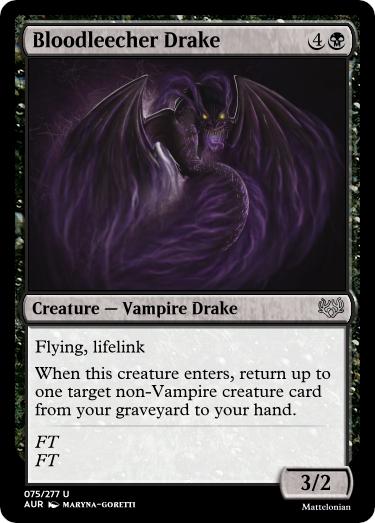 Bloodleecher Drake 4
Creature — Vampire Drake
Flying, lifelink
When this creature enters, return up to
one target non-Vampire creature card
from your graveyard to your hand.
FT
FT
3/2
075/277 U
AUR MARYNA-GORETTI
Mattelonian